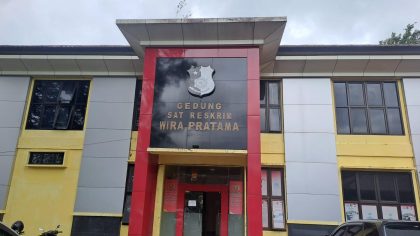 GEDUNG
SAT RESKRIM
WIRA PRATAMA